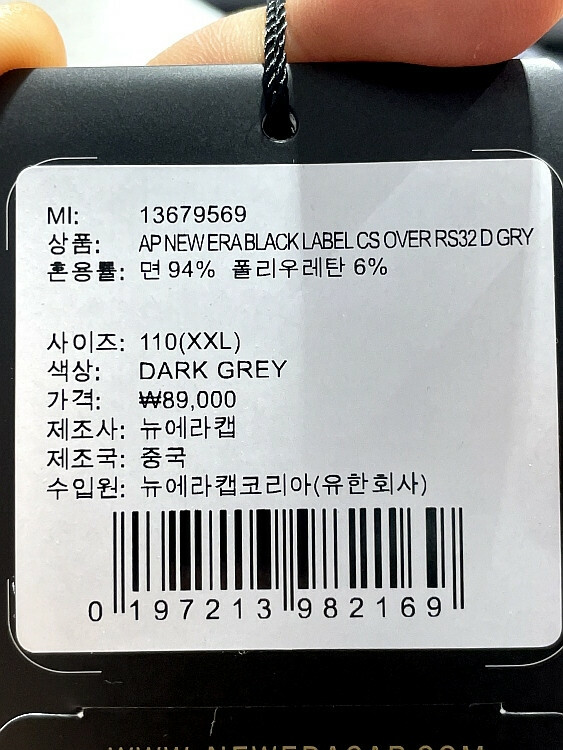 MI: 13679569
상품: AP NEW ERA BLACK LABEL CS OVER RS32 D GRY
혼용률: 면 94% 폴리우레탄 6%
사이즈: 110(XXL)
색상: DARK GREY
가격: ₩89,000
제조사: 뉴에라캡
제조국: 중국
수입원: 뉴에라캡코리아(유한회사)
0 197213 982169
WWW.NEWERACAP.COM